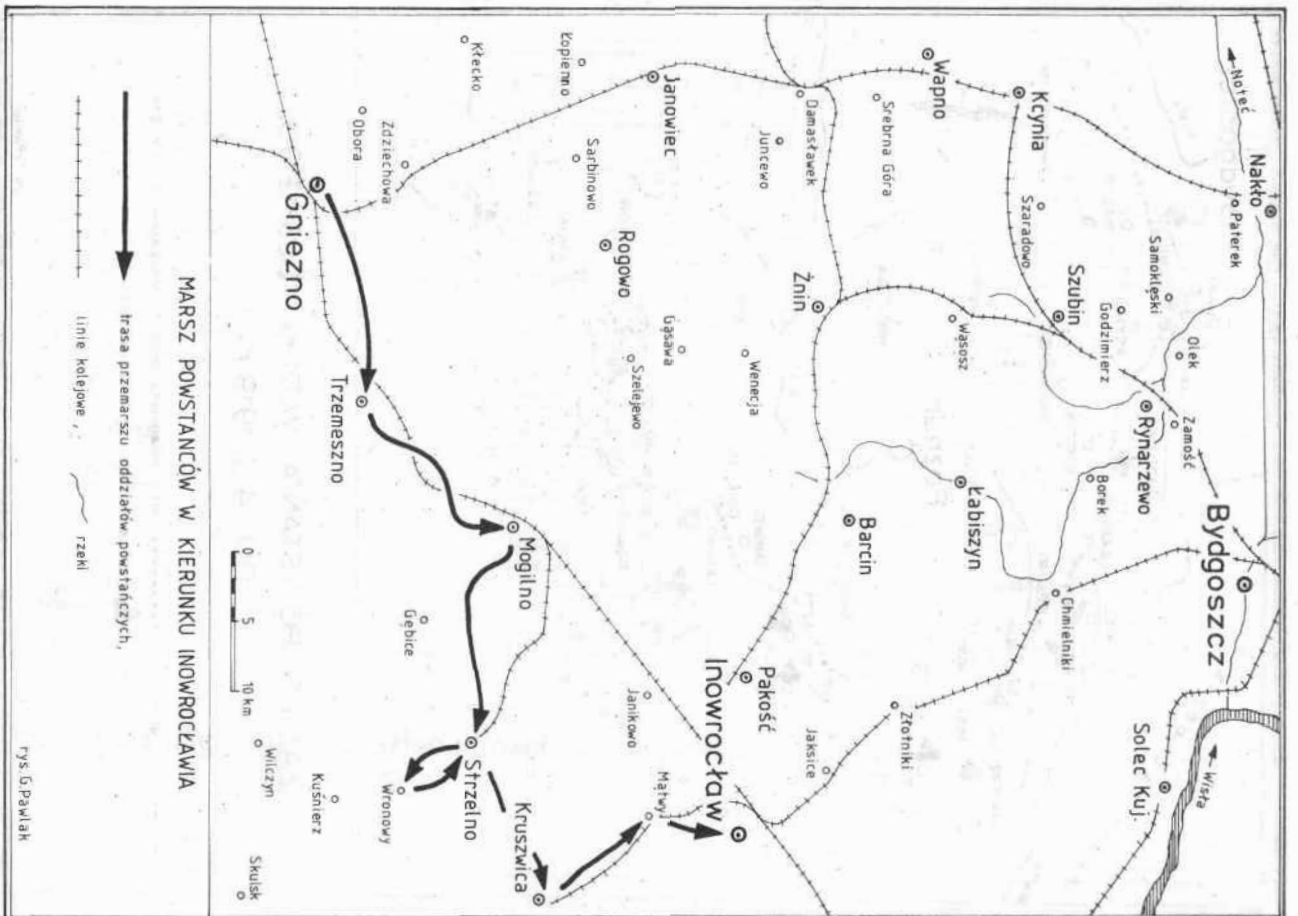 Nakło
Noteć
Paterek
Bydgoszcz
Wisła
Olek
Zamość
Samoklęski
Rynarzewo
Solec Kuj.
Godzimierz
Borek
Szubin
Kcynia
Szaradowo
Chmielniki
Wąsosz
Łabiszyn
Wapno
Srebrna Góra
Złotniki
Barcin
Żnin
Damasławek
Jaksice
Juncewo
Wenecja
Pakość
Inowrocław
Gąsawa
Janowiec
Mątwy
Janikowo
Szelejewo
Rogowo
Sarbinowo
Łopienno
Kruszwica
Mogilno
Strzelno
Kłecko
Gębice
Wronowy
Zdziechowa
Obora
Trzemeszno
Kuśnierz
Gniezno
Wilczyn
Skulsk
0 5 10 km
MARSZ POWSTAŃCÓW W KIERUNKU INOWROCŁAWIA
trasa przemarszu oddziałów powstańczych,
linie kolejowe,; rzeki
rys.G.Pawlak